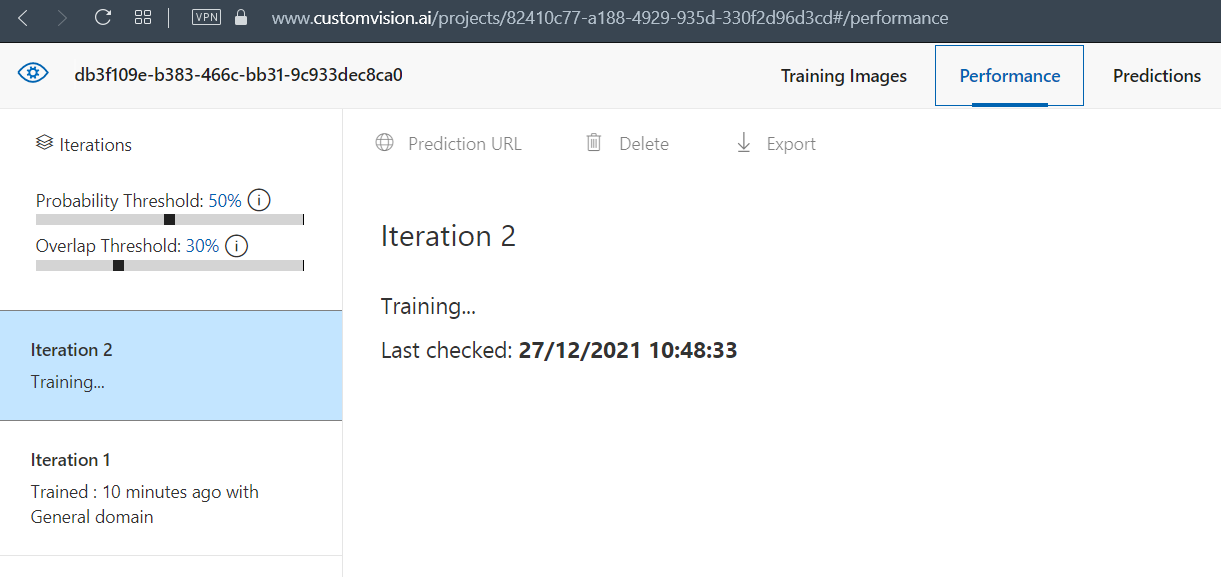 VPN www.customvision.ai/projects/82410c77-a188-4929-935d-330f2d96d3cd#/performance
db3f109e-b383-466c-bb31-9c933dec8ca0 Training Images Performance Predictions
Iterations
Prediction URL Delete Export
Probability Threshold: 50% i
Overlap Threshold: 30% i
Iteration 2
Training...
Last checked: 27/12/2021 10:48:33
Iteration 2
Training...
Iteration 1
Trained : 10 minutes ago with
General domain